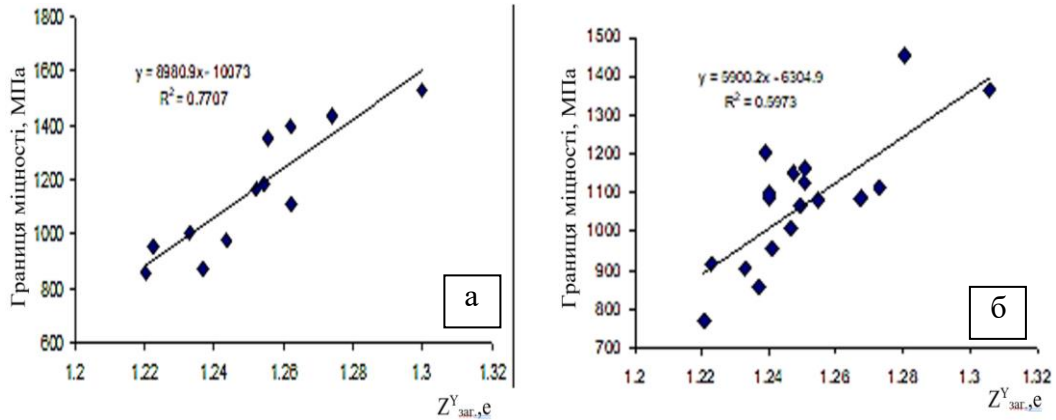 1800
1600
1400
1200
1000
800
600
1.2 1.22 1.24 1.26 1.28 1.3 1.32
Границя міцності, МПа
y = 8980.9x - 10073
R² = 0.7707
а
Zᵞзаг.,е
1500
1400
1300
1200
1100
1000
900
800
700
1.2 1.22 1.24 1.26 1.28 1.3 1.32
Границя міцності, МПа
y = 5900.2x - 6304.9
R² = 0.5973
б
Zᵞзаг.,е